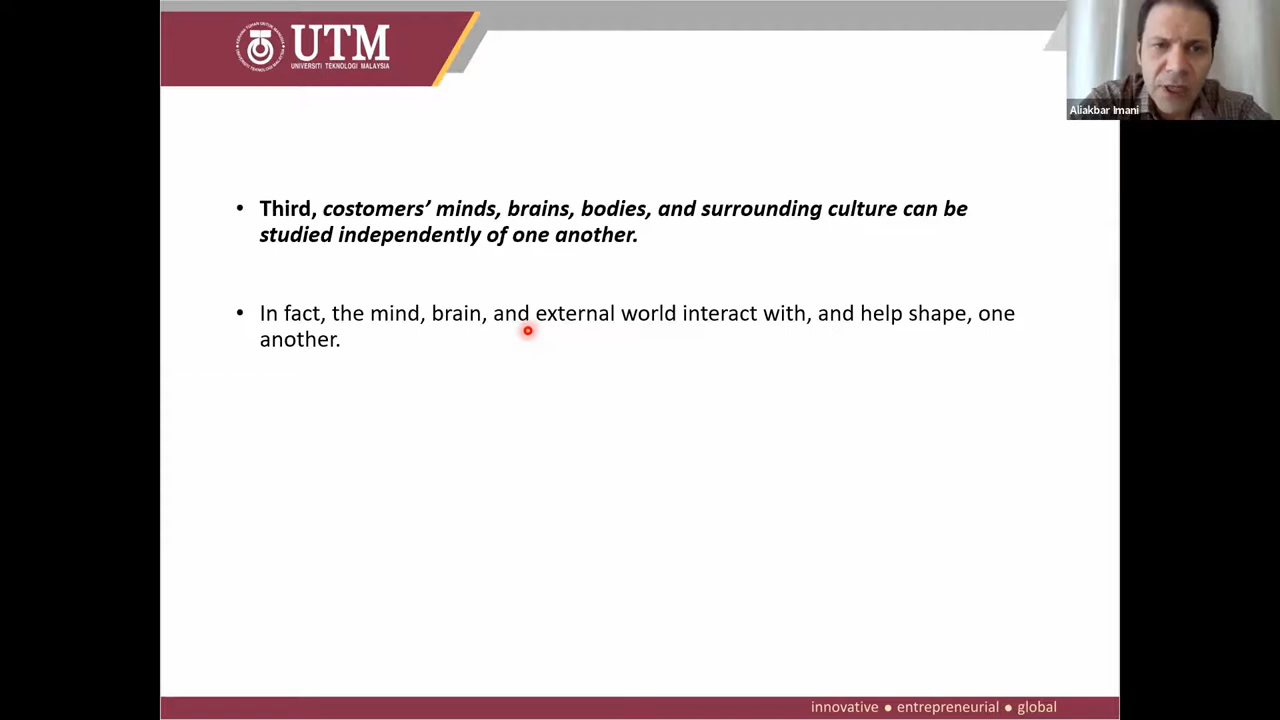 UTM
UNIVERSITI TEKNOLOGI MALAYSIA
Aliakbar Imani
• Third, costomers’ minds, brains, bodies, and surrounding culture can be
studied independently of one another.
• In fact, the mind, brain, and external world interact with, and help shape, one
another.
innovative ● entrepreneurial ● global